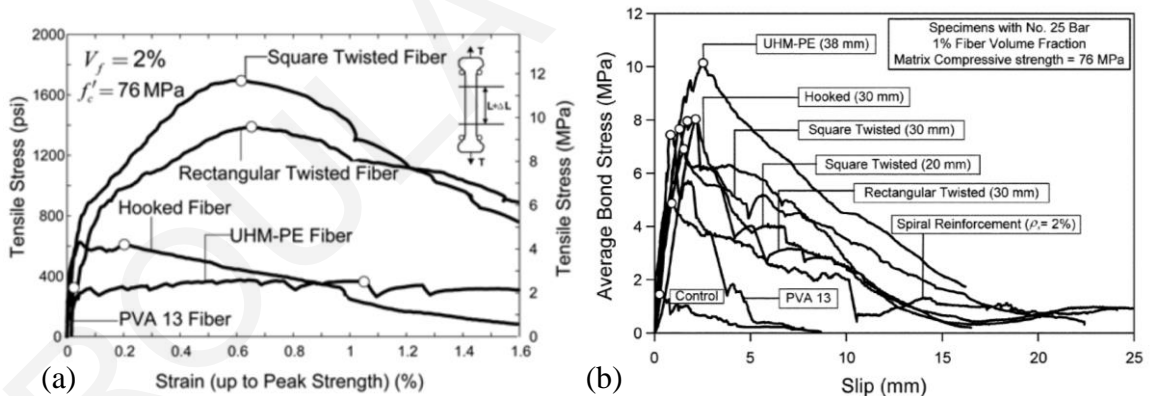 2000
1600
1200
800
400
0
Tensile Stress (psi)
V_f = 2%
f'_c = 76 MPa
Square Twisted Fiber
Rectangular Twisted Fiber
Hooked Fiber
UHM-PE Fiber
PVA 13 Fiber
T
L+ΔL
T
12
10
8
6
4
2
0
Tensile Stress (MPa)
0 0.2 0.4 0.6 0.8 1 1.2 1.4 1.6
Strain (up to Peak Strength) (%)
(a)
12
10
8
6
4
2
0
Average Bond Stress (MPa)
Specimens with No. 25 Bar
1% Fiber Volume Fraction
Matrix Compressive strength = 76 MPa
UHM-PE (38 mm)
Hooked (30 mm)
Square Twisted (30 mm)
Square Twisted (20 mm)
Rectangular Twisted (30 mm)
Spiral Reinforcement (ρ_s= 2%)
Control
PVA 13
0 5 10 15 20 25
Slip (mm)
(b)